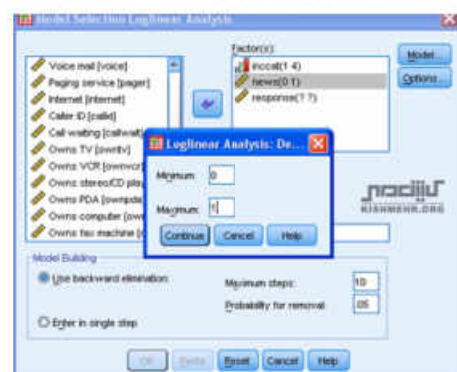 Model Selection Loglinear Analysis
Factor(s):
Voice mail [voice]
Paging service [pager]
Internet [internet]
Caller ID [callid]
Call waiting [callwait]
Owns TV [owntv]
Owns VCR [ownvcr]
Owns stereo/CD play
Owns PDA [ownpda]
Owns computer [own
Owns fax machine [o
inccat(1 4)
news(0 1)
response(? ?)
Model...
Options...
Loglinear Analysis: De...
Minimum: 0
Maximum: 1
Continue
Cancel
Help
KISHMEHR.ORG
Model Building
Use backward elimination:
Maximum steps: 10
Probability for removal: .05
Enter in single step
OK
Paste
Reset
Cancel
Help